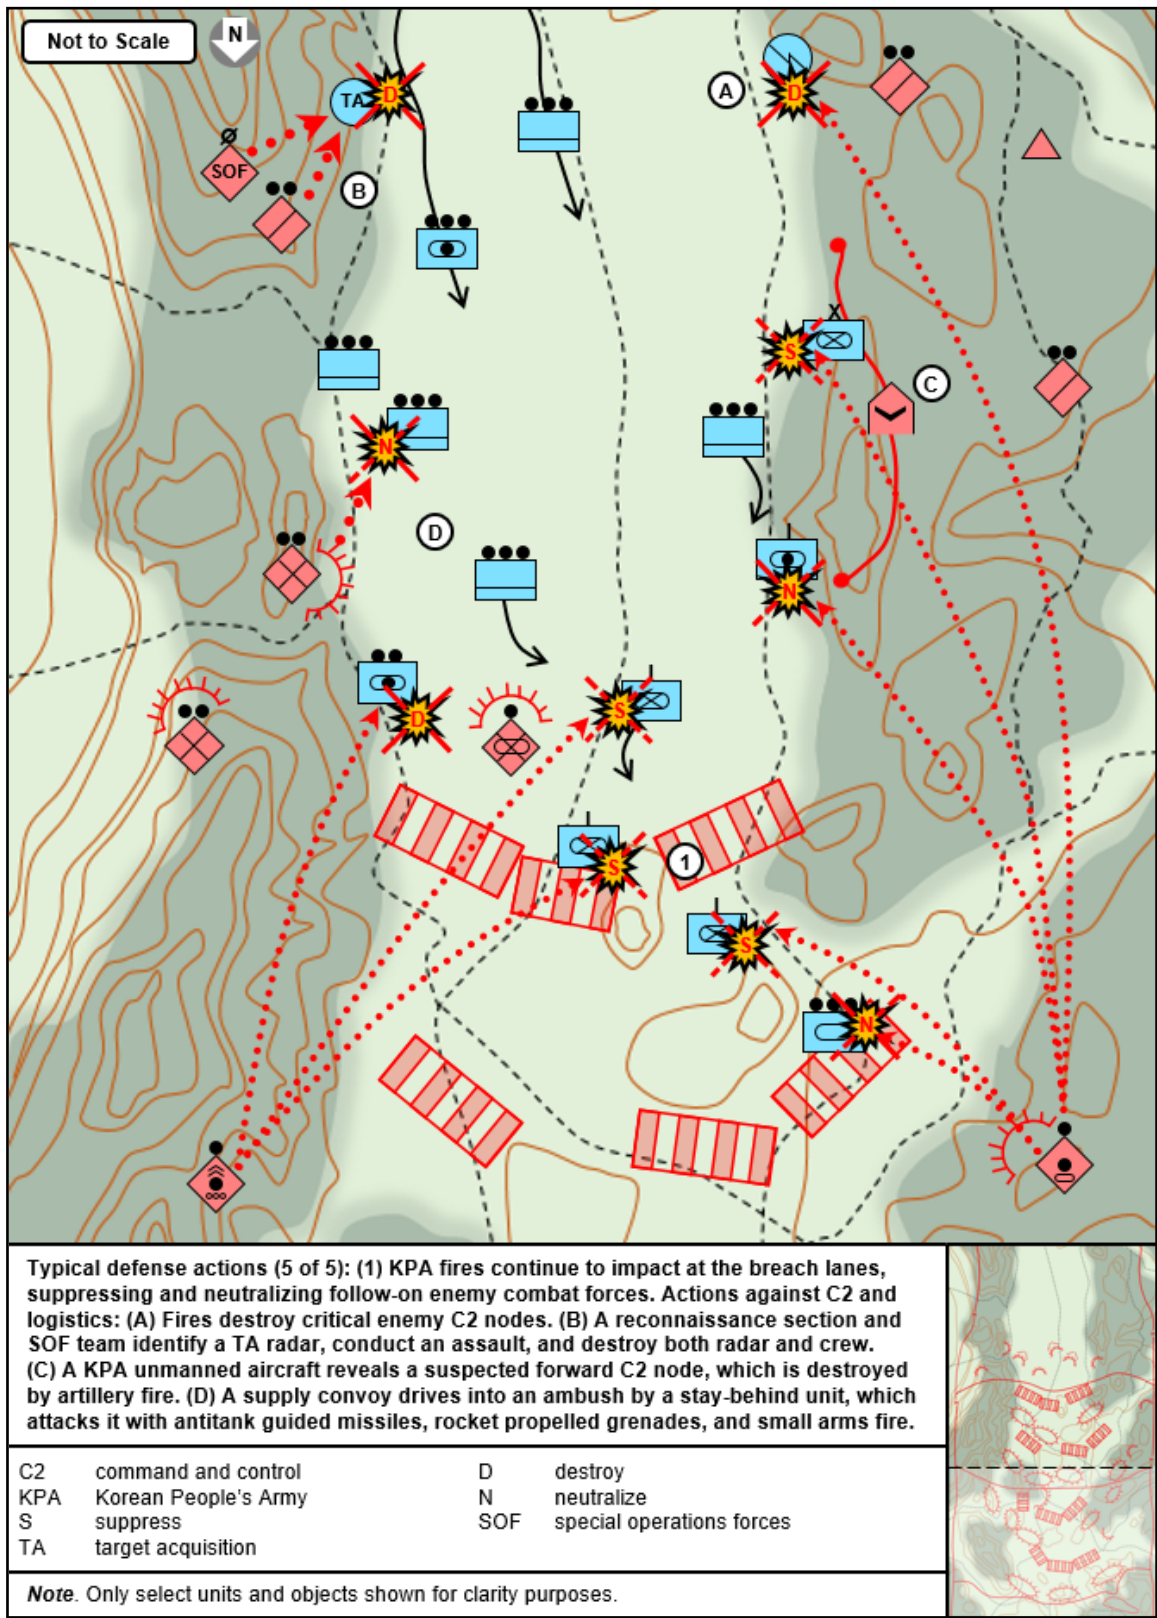 Not to Scale
N
TA
D
A
D
SOF
B
X
S
C
N
D
N
D
S
S
1
S
N
Typical defense actions (5 of 5): (1) KPA fires continue to impact at the breach lanes,
suppressing and neutralizing follow-on enemy combat forces. Actions against C2 and
logistics: (A) Fires destroy critical enemy C2 nodes. (B) A reconnaissance section and
SOF team identify a TA radar, conduct an assault, and destroy both radar and crew.
(C) A KPA unmanned aircraft reveals a suspected forward C2 node, which is destroyed
by artillery fire. (D) A supply convoy drives into an ambush by a stay-behind unit, which
attacks it with antitank guided missiles, rocket propelled grenades, and small arms fire.
C2 command and control
KPA Korean People's Army
S suppress
TA target acquisition
D destroy
N neutralize
SOF special operations forces
Note. Only select units and objects shown for clarity purposes.